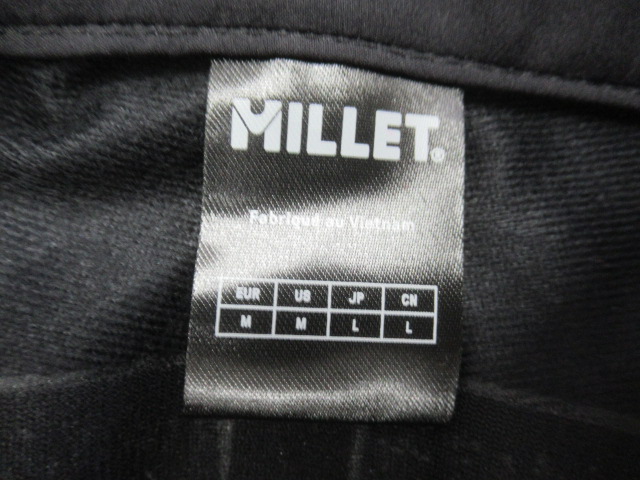 MILLET®
Fabriqué au Vietnam
EUR US JP CN
M M L L